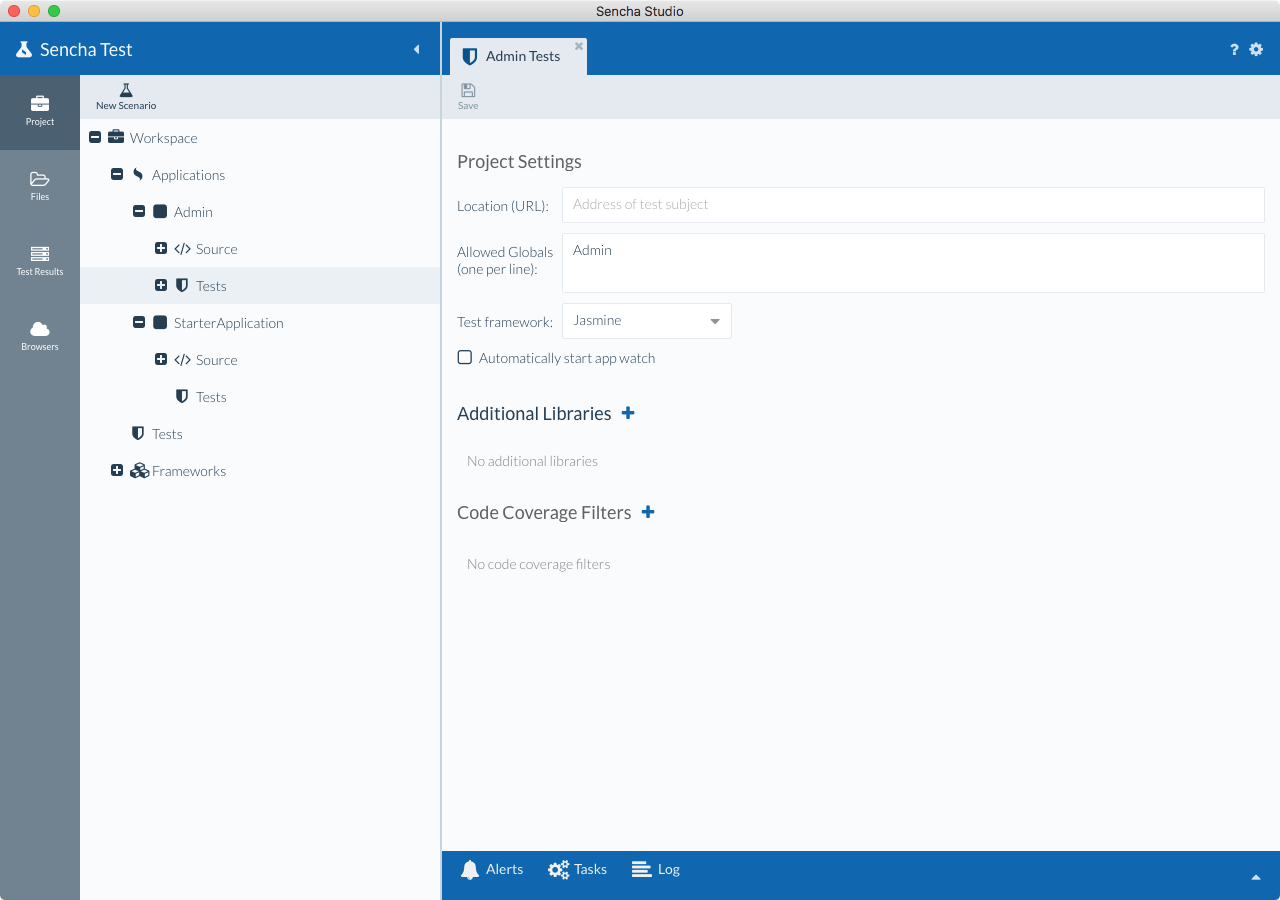 Sencha Studio
Sencha Test
Admin Tests
?
Project
Files
Test Results
Browsers
New Scenario
Workspace
Applications
Admin
</> Source
Tests
StarterApplication
</> Source
Tests
Tests
Frameworks
Save
Project Settings
Location (URL): Address of test subject
Allowed Globals
(one per line):
Admin
Test framework: Jasmine
Automatically start app watch
Additional Libraries
No additional libraries
Code Coverage Filters
No code coverage filters
Alerts Tasks Log